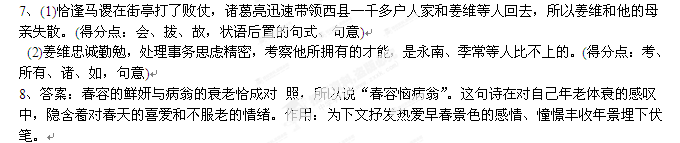 7、(1)恰逢马谡在街亭打了败仗，诸葛亮迅速带领西县一千多户人家和姜维等人回去，所以姜维和他的母
亲失散。(得分点：会、拔、故，状语后置的句式、句意)
(2)姜维忠诚勤勉，处理事务思虑精密，考察他所拥有的才能，是永南、李常等人比不上的。(得分点：考、
所有、诸、如，句意)
8、答案：春容的鲜妍与病翁的衰老恰成对 照，所以说“春容恼病翁”。这句诗在对自己年老体衰的感叹
中，隐含着对春天的喜爱和不服老的情绪。作用：为下文抒发热爱早春景色的感情、憧憬丰收年景埋下伏
笔。